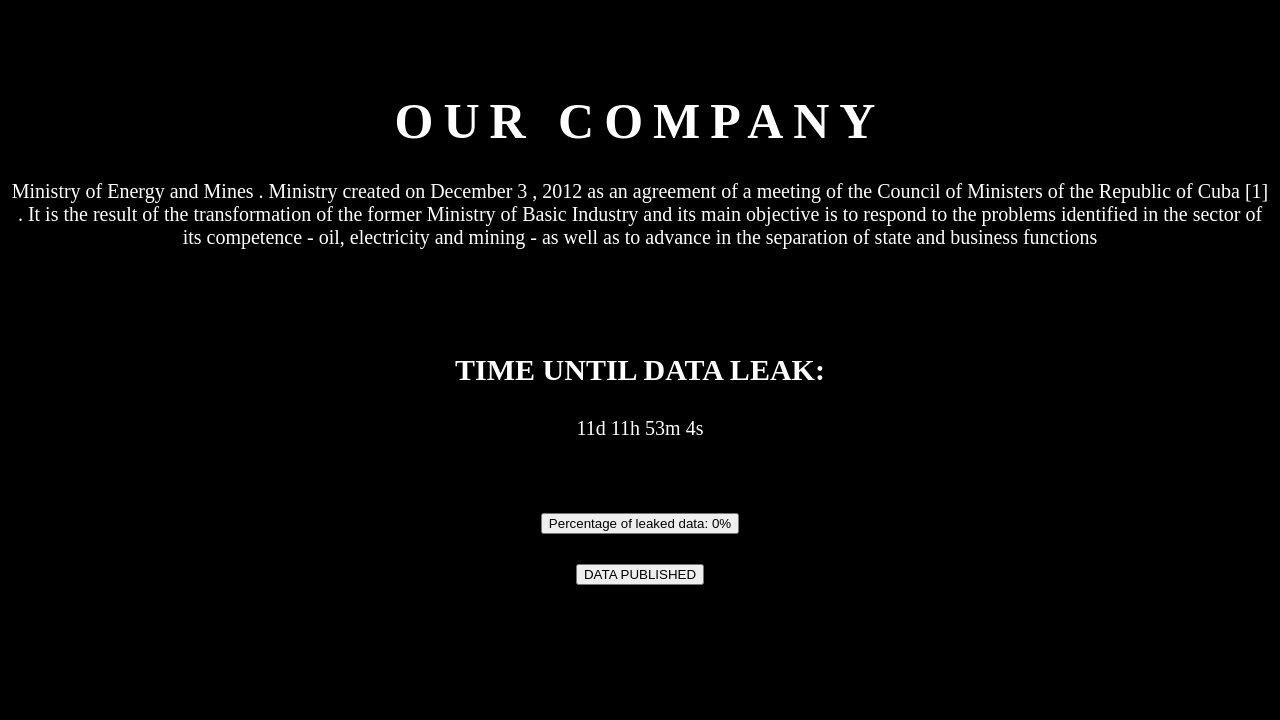 OUR COMPANY
Ministry of Energy and Mines . Ministry created on December 3 , 2012 as an agreement of a meeting of the Council of Ministers of the Republic of Cuba [1]
. It is the result of the transformation of the former Ministry of Basic Industry and its main objective is to respond to the problems identified in the sector of
its competence - oil, electricity and mining - as well as to advance in the separation of state and business functions
TIME UNTIL DATA LEAK:
11d 11h 53m 4s
Percentage of leaked data: 0%
DATA PUBLISHED